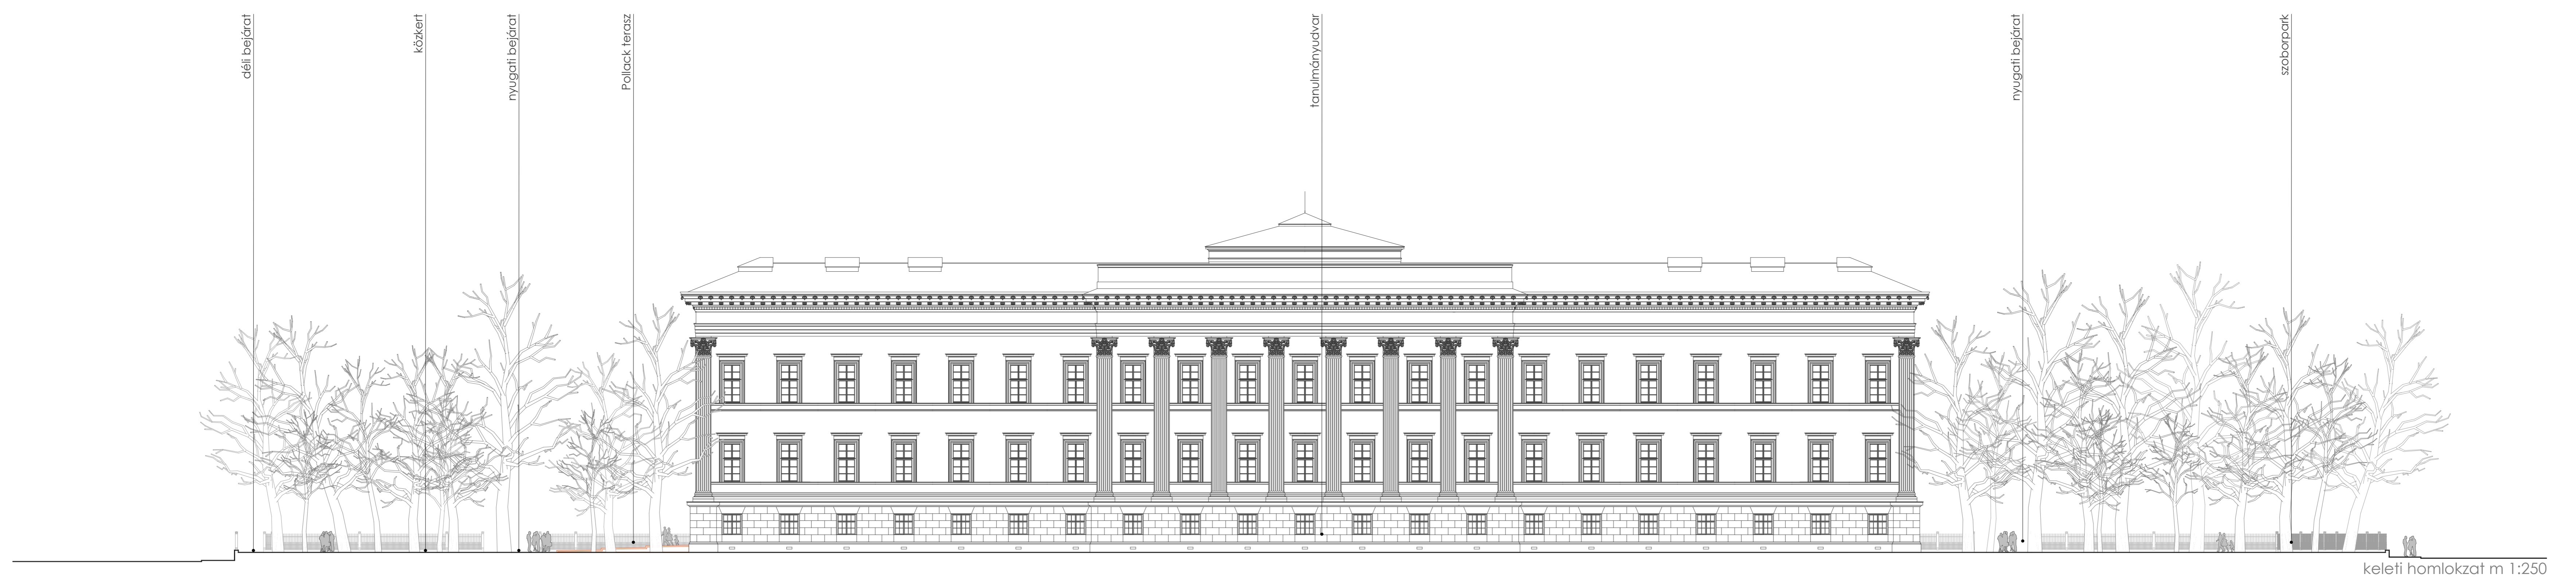 déli bejárat
közkert
nyugati bejárat
Pollack terasz
tanulmányudvar
nyugati bejárat
szoborpark
keleti homlokzat m 1:250